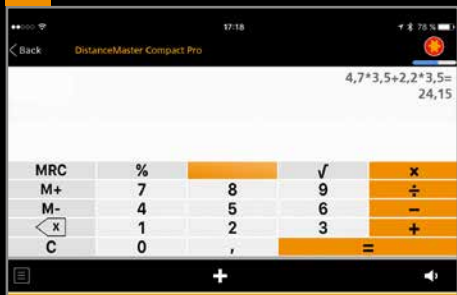 17:18 78 %
Back DistanceMaster Compact Pro
4,7*3,5+2,2*3,5=
24,15
MRC % √ ×
M+ 7 8 9 ÷
M- 4 5 6 −
x 1 2 3 +
C 0 , =
+